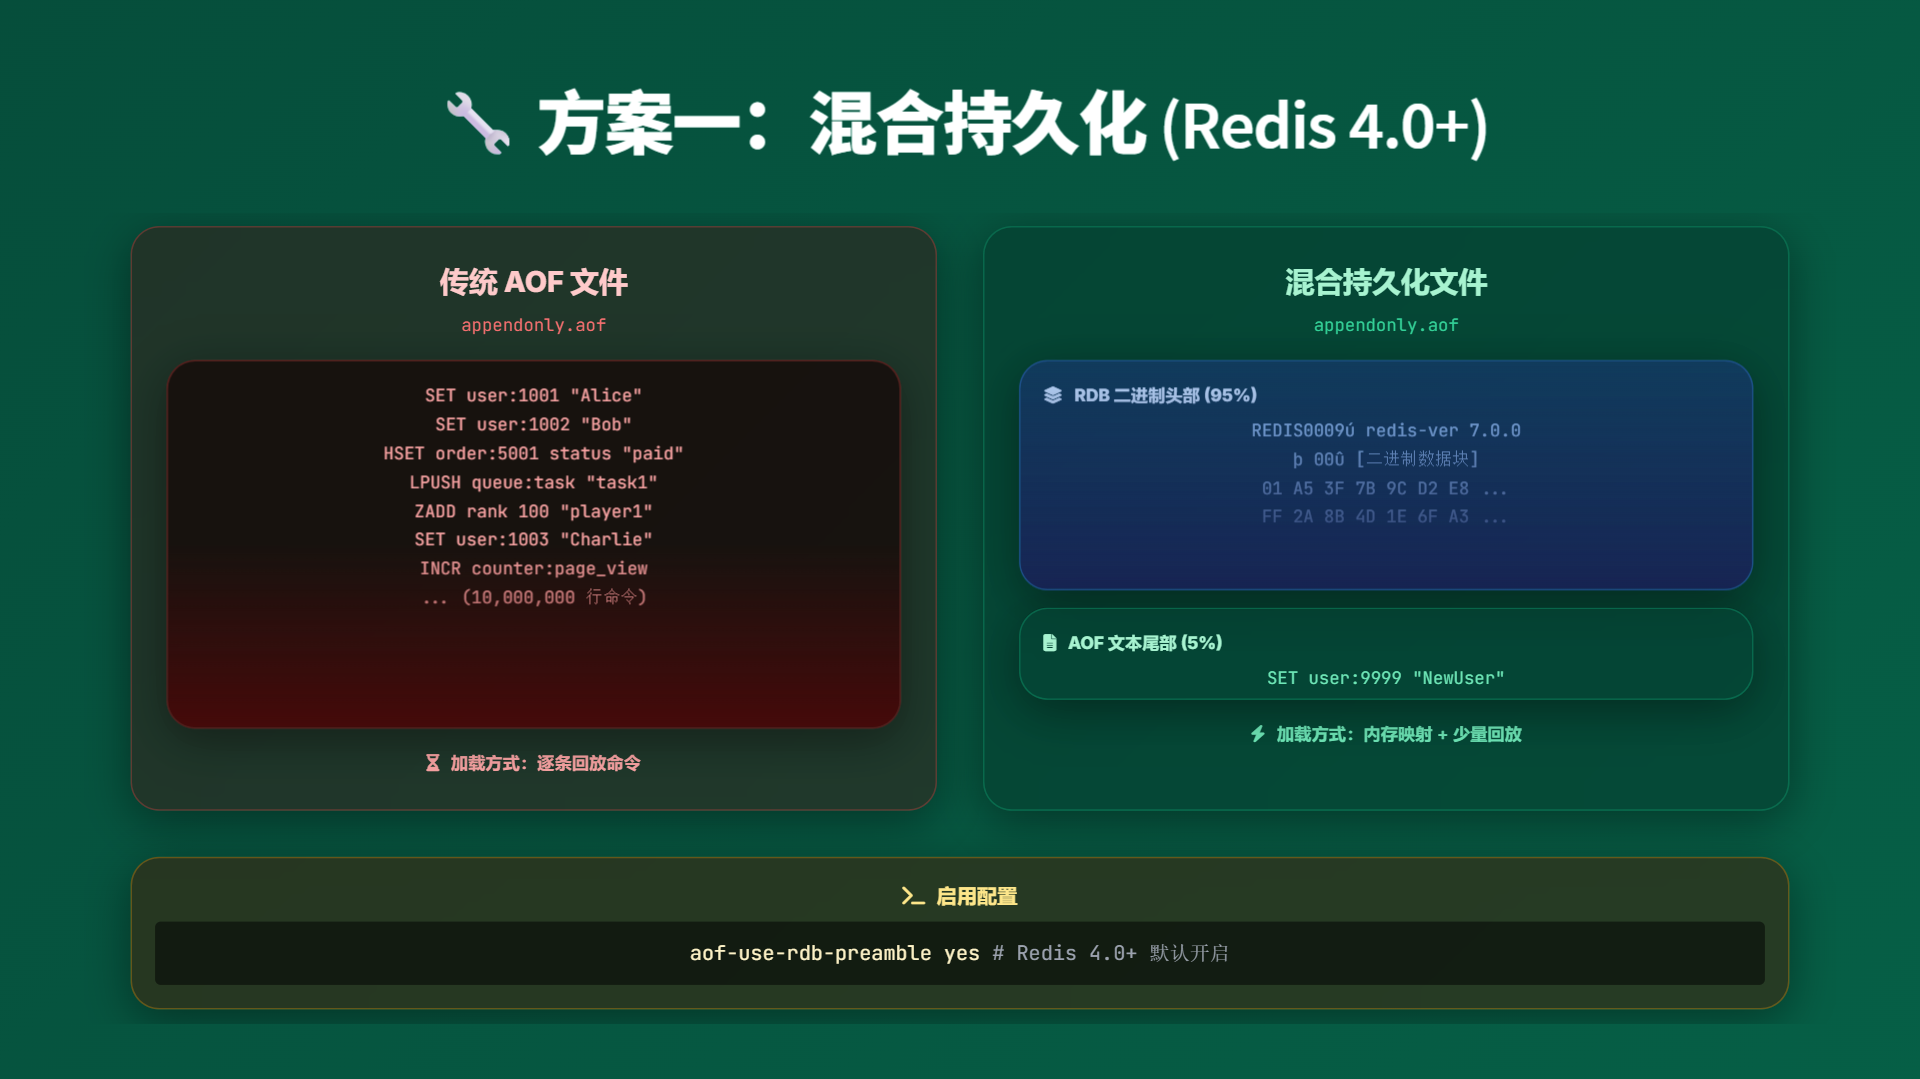 方案一：混合持久化 (Redis 4.0+)
传统 AOF 文件
appendonly.aof
SET user:1001 "Alice"
SET user:1002 "Bob"
HSET order:5001 status "paid"
LPUSH queue:task "task1"
ZADD rank 100 "player1"
SET user:1003 "Charlie"
INCR counter:page_view
... (10,000,000 行命令)
加载方式：逐条回放命令
混合持久化文件
appendonly.aof
RDB 二进制头部 (95%)
REDIS0009ú redis-ver 7.0.0
þ 00û [二进制数据块]
01 A5 3F 7B 9C D2 E8 ...
FF 2A 8B 4D 1E 6F A3 ...
AOF 文本尾部 (5%)
SET user:9999 "NewUser"
加载方式：内存映射 + 少量回放
启用配置
aof-use-rdb-preamble yes # Redis 4.0+ 默认开启